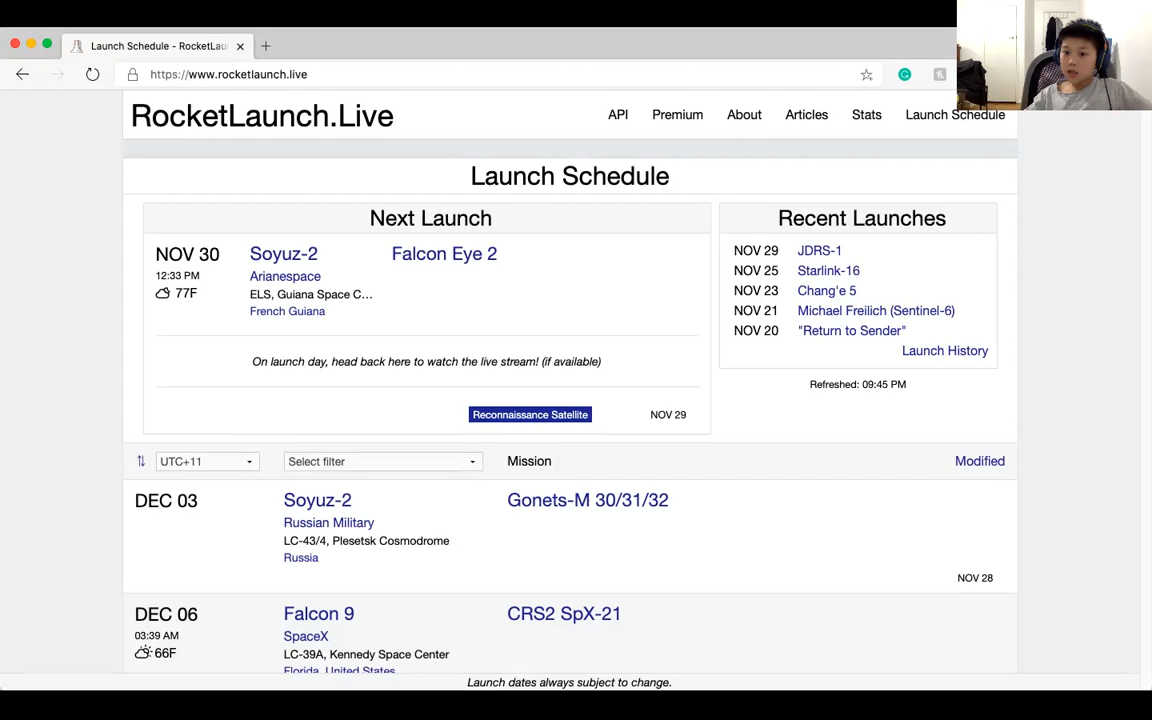 Launch Schedule - RocketLau
https://www.rocketlaunch.live
RocketLaunch.Live
API
Premium
About
Articles
Stats
Launch Schedule
Launch Schedule
Next Launch
NOV 30
Soyuz-2
Falcon Eye 2
12:33 PM
Arianespace
77F
ELS, Guiana Space C...
French Guiana
On launch day, head back here to watch the live stream! (if available)
Reconnaissance Satellite
NOV 29
Recent Launches
NOV 29 JDRS-1
NOV 25 Starlink-16
NOV 23 Chang'e 5
NOV 21 Michael Freilich (Sentinel-6)
NOV 20 "Return to Sender"
Launch History
Refreshed: 09:45 PM
UTC+11
Select filter
Mission
Modified
DEC 03
Soyuz-2
Gonets-M 30/31/32
Russian Military
LC-43/4, Plesetsk Cosmodrome
Russia
NOV 28
DEC 06
Falcon 9
CRS2 SpX-21
03:39 AM
SpaceX
66F
LC-39A, Kennedy Space Center
Florida, United States
Launch dates always subject to change.